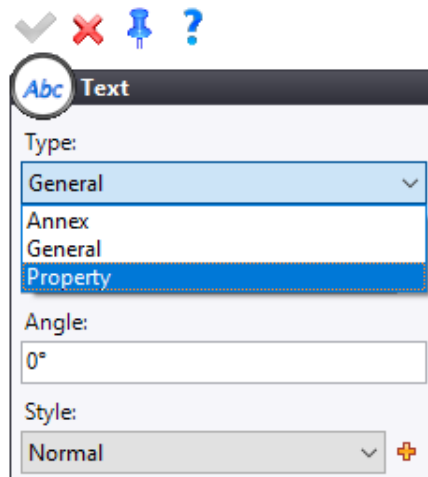 ?
Abc Text
Type:
General
Annex
General
Property
Angle:
0°
Style:
Normal